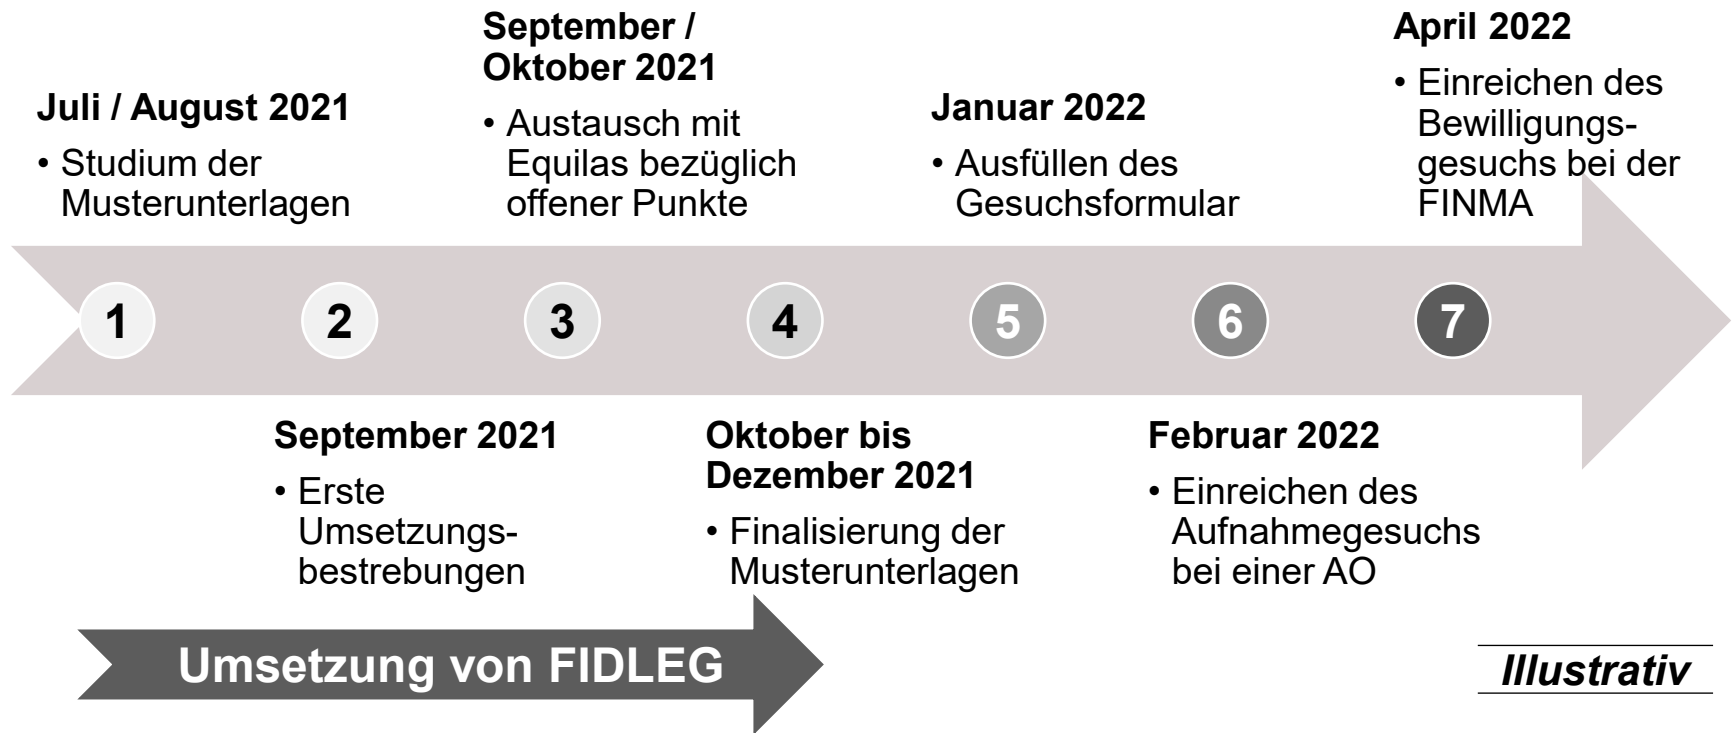 Juli / August 2021
• Studium der
Musterunterlagen
September /
Oktober 2021
• Austausch mit
Equilas bezüglich
offener Punkte
Januar 2022
• Ausfüllen des
Gesuchsformular
April 2022
• Einreichen des
Bewilligungs-
gesuchs bei der
FINMA
1
2
3
4
5
6
7
September 2021
• Erste
Umsetzungs-
bestrebungen
Oktober bis
Dezember 2021
• Finalisierung der
Musterunterlagen
Februar 2022
• Einreichen des
Aufnahmegesuchs
bei einer AO
Umsetzung von FIDLEG
Illustrativ